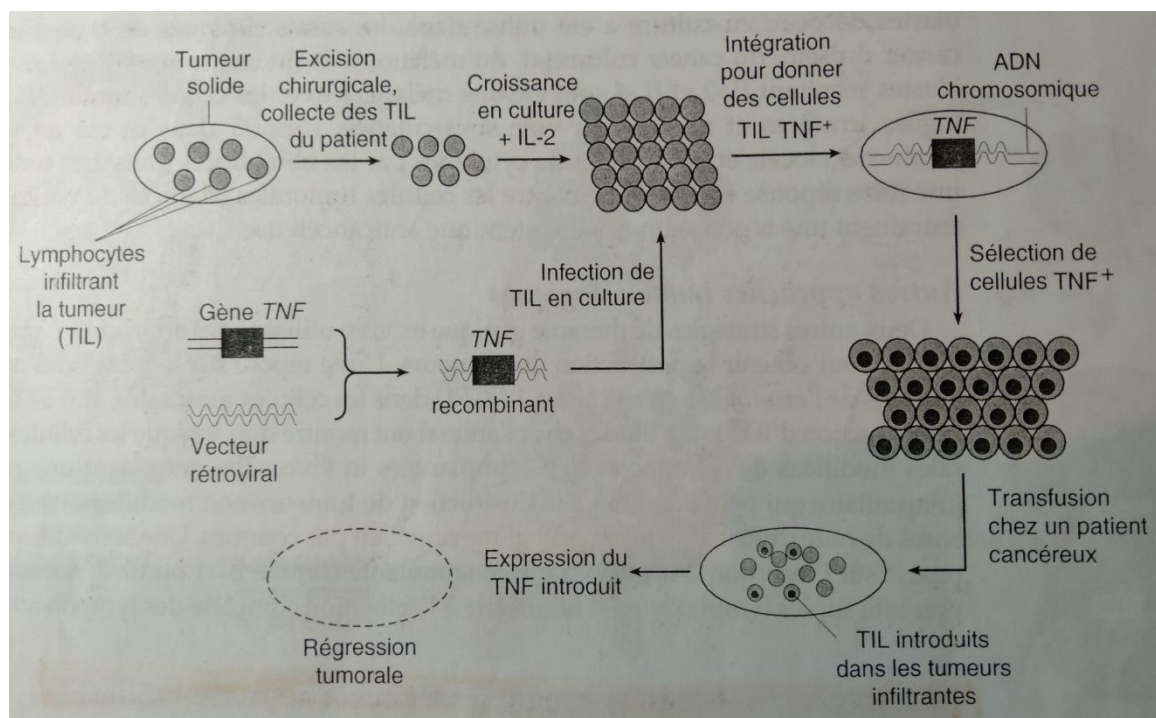 Tumeur
solide
Excision
chirurgicale,
collecte des TIL
du patient
Croissance
en culture
+ IL-2
Intégration
pour donner
des cellules
TIL TNF⁺
ADN
chromosomique
TNF
Lymphocytes
infiltrant
la tumeur
(TIL)
Gène TNF
Vecteur
rétroviral
TNF
recombinant
Infection de
TIL en culture
Sélection de
cellules TNF⁺
Transfusion
chez un patient
cancéreux
TIL introduits
dans les tumeurs
infiltrantes
Expression du
TNF introduit
Régression
tumorale